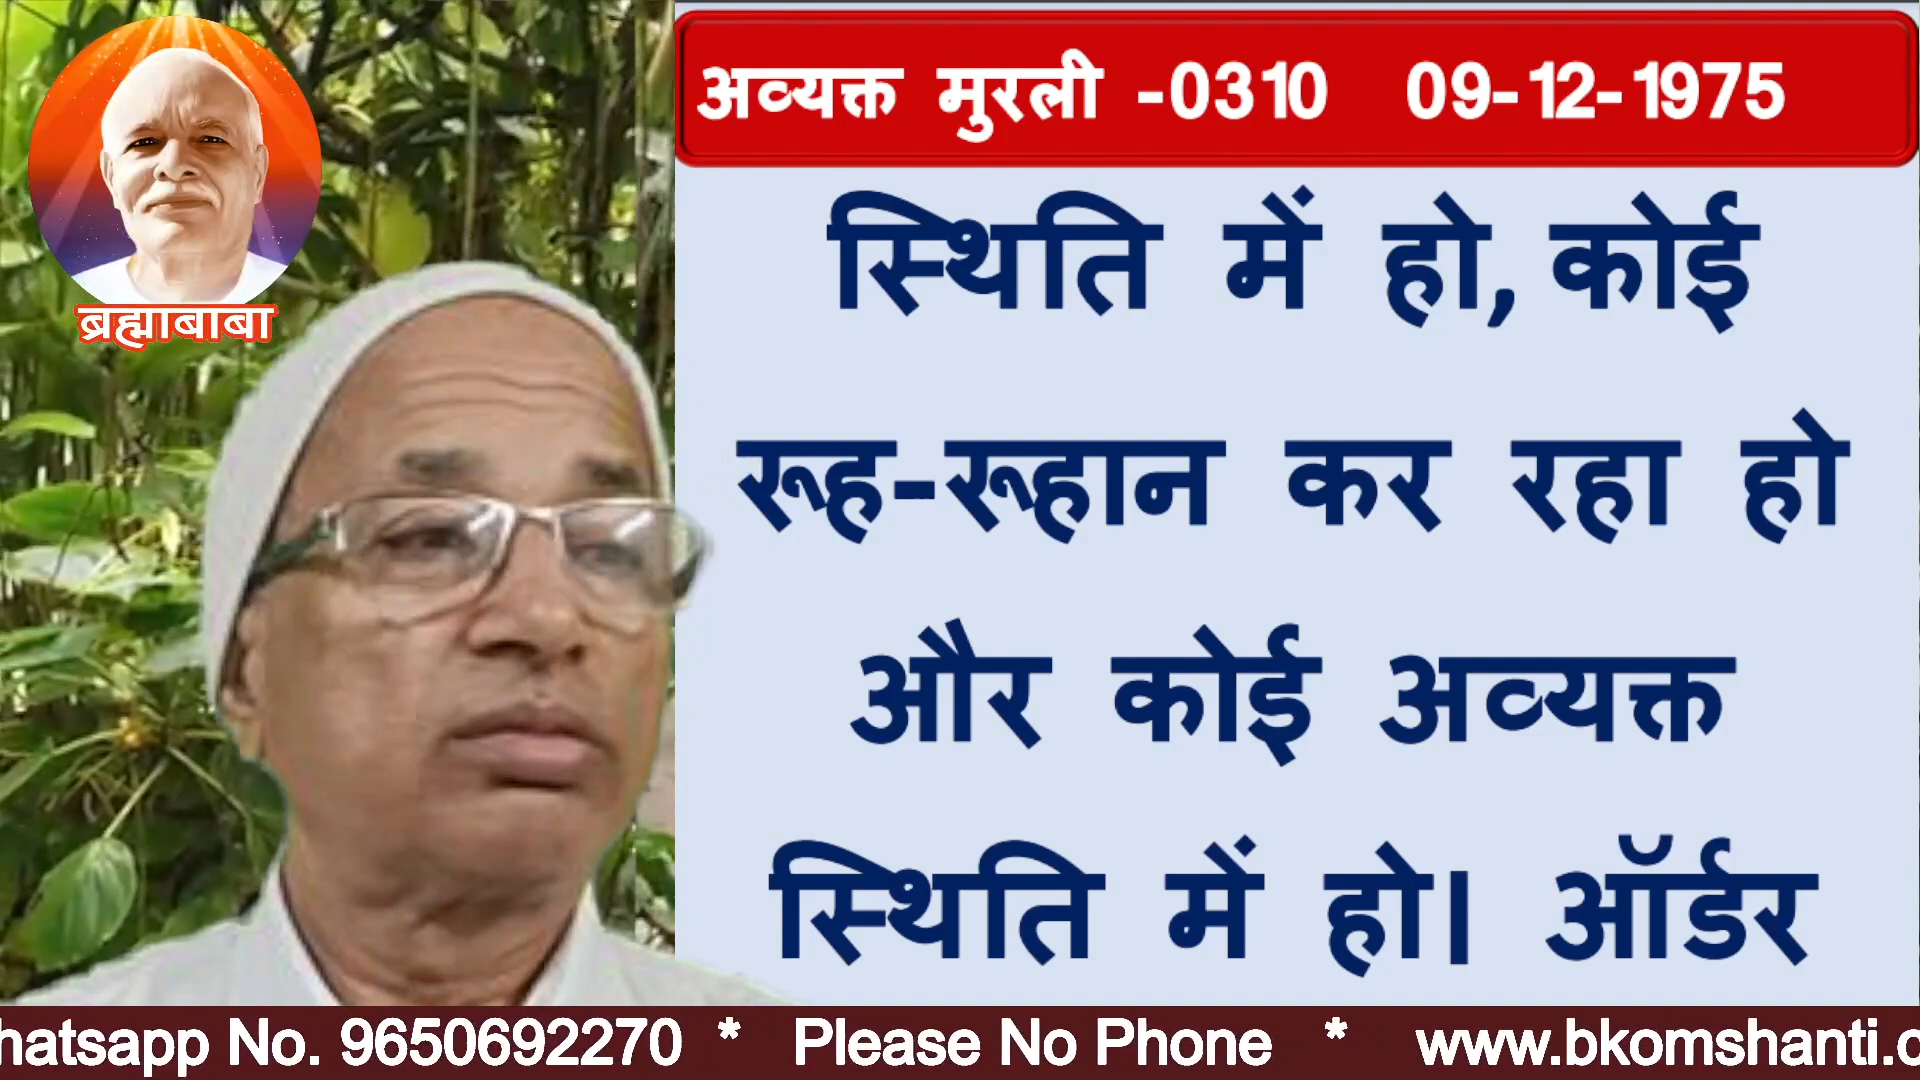 अव्यक्त मुरली -0310 09-12-1975
ब्रह्माबाबा
स्थिति में हो, कोई
रूह-रूहान कर रहा हो
और कोई अव्यक्त
स्थिति में हो। ऑर्डर
hatsapp No. 9650692270 * Please No Phone * www.bkomshanti.c